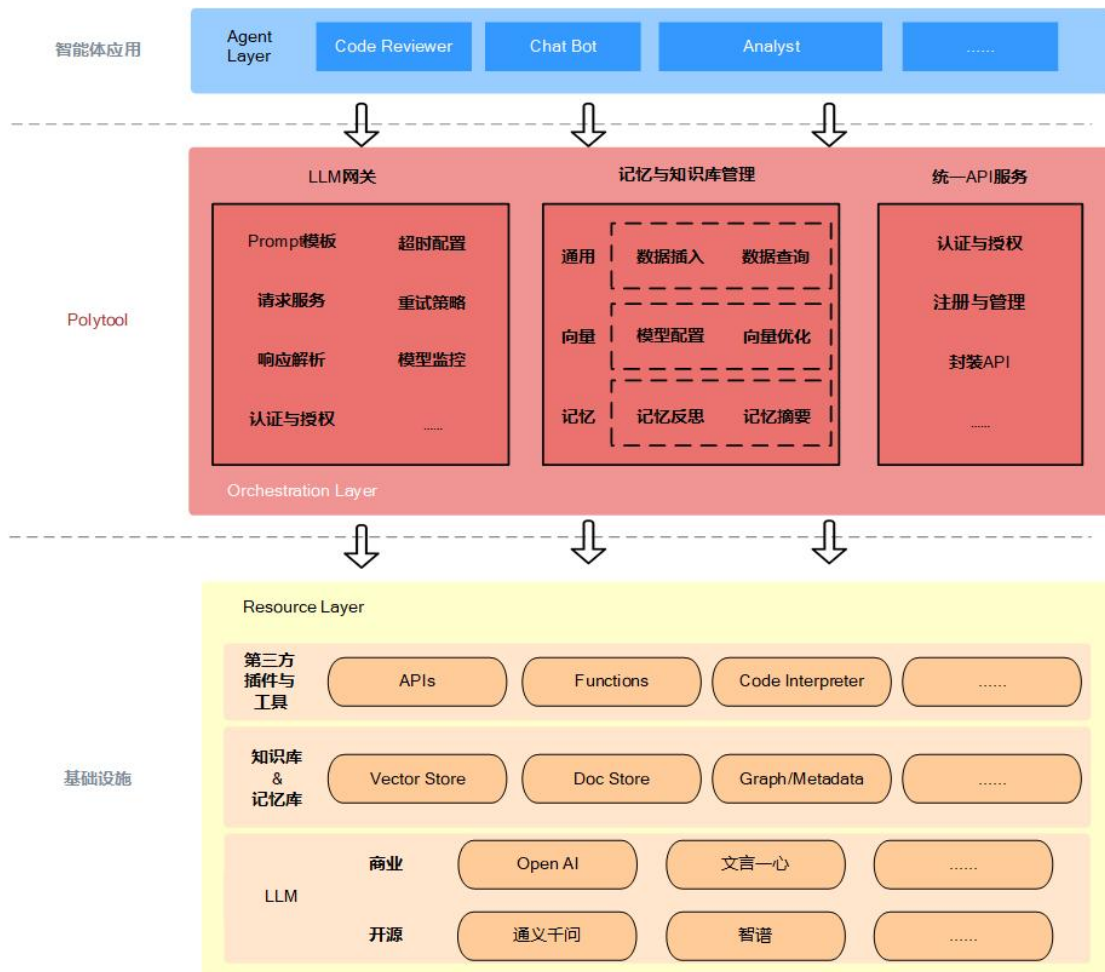 智能体应用
Agent
Layer
Code Reviewer
Chat Bot
Analyst
......
Polytool
LLM网关
记忆与知识库管理
统一API服务
Prompt模板
超时配置
请求服务
重试策略
响应解析
模型监控
认证与授权
......
通用
数据插入
数据查询
向量
模型配置
向量优化
记忆
记忆反思
记忆摘要
认证与授权
注册与管理
封装API
......
Orchestration Layer
基础设施
Resource Layer
第三方
插件与
工具
APIs
Functions
Code Interpreter
......
知识库
&
记忆库
Vector Store
Doc Store
Graph/Metadata
......
LLM
商业
Open AI
文言一心
......
开源
通义千问
智谱
......